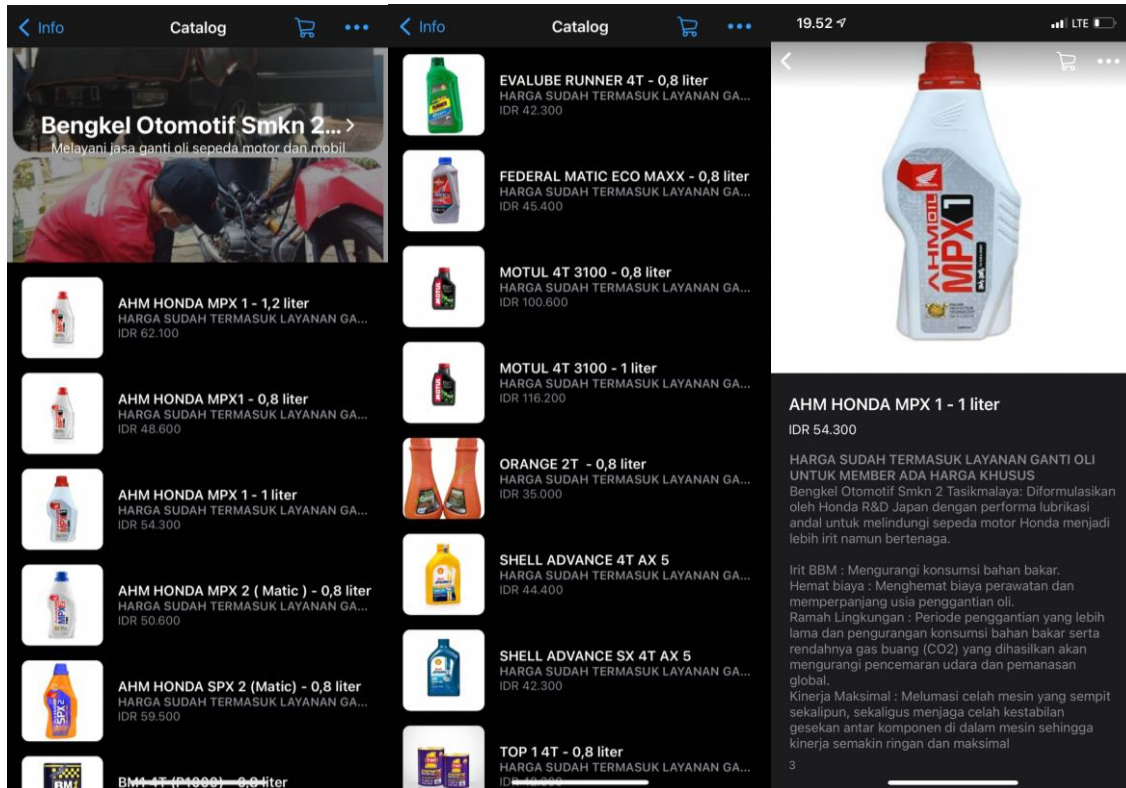 Info
Catalog
Bengkel Otomotif Smkn 2...
Melayani jasa ganti oli sepeda motor dan mobil
AHM HONDA MPX 1 - 1,2 liter
HARGA SUDAH TERMASUK LAYANAN GA...
IDR 62.100
AHM HONDA MPX1 - 0,8 liter
HARGA SUDAH TERMASUK LAYANAN GA...
IDR 48.600
AHM HONDA MPX 1 - 1 liter
HARGA SUDAH TERMASUK LAYANAN GA...
IDR 54.300
AHM HONDA MPX 2 ( Matic ) - 0,8 liter
HARGA SUDAH TERMASUK LAYANAN GA...
IDR 50.600
AHM HONDA SPX 2 (Matic) - 0,8 liter
HARGA SUDAH TERMASUK LAYANAN GA...
IDR 59.500
BM1 4T (P1000) - 0,8 liter
Info
Catalog
EVALUBE RUNNER 4T - 0,8 liter
HARGA SUDAH TERMASUK LAYANAN GA...
IDR 42.300
FEDERAL MATIC ECO MAXX - 0,8 liter
HARGA SUDAH TERMASUK LAYANAN GA...
IDR 45.400
MOTUL 4T 3100 - 0,8 liter
HARGA SUDAH TERMASUK LAYANAN GA...
IDR 100.600
MOTUL 4T 3100 - 1 liter
HARGA SUDAH TERMASUK LAYANAN GA...
IDR 116.200
ORANGE 2T - 0,8 liter
HARGA SUDAH TERMASUK LAYANAN GA...
IDR 35.000
SHELL ADVANCE 4T AX 5
HARGA SUDAH TERMASUK LAYANAN GA...
IDR 44.400
SHELL ADVANCE SX 4T AX 5
HARGA SUDAH TERMASUK LAYANAN GA...
IDR 42.300
TOP 1 4T - 0,8 liter
HARGA SUDAH TERMASUK LAYANAN GA...
19.52
LTE
HONDA
AHM OIL
MPX 1
AHM HONDA MPX 1 - 1 liter
IDR 54.300
HARGA SUDAH TERMASUK LAYANAN GANTI OLI
UNTUK MEMBER ADA HARGA KHUSUS
Bengkel Otomotif Smkn 2 Tasikmalaya: Diformulasikan
oleh Honda R&D Japan dengan performa lubrikasi
andal untuk melindungi sepeda motor Honda menjadi
lebih irit namun bertenaga.
Irit BBM : Mengurangi konsumsi bahan bakar.
Hemat biaya : Menghemat biaya perawatan dan
memperpanjang usia penggantian oli.
Ramah Lingkungan : Periode penggantian yang lebih
lama dan pengurangan konsumsi bahan bakar serta
rendahnya gas buang (CO2) yang dihasilkan akan
mengurangi pencemaran udara dan pemanasan
global.
Kinerja Maksimal : Melumasi celah mesin yang sempit
sekalipun, sekaligus menjaga celah kestabilan
gesekan antar komponen di dalam mesin sehingga
kinerja semakin ringan dan maksimal
3